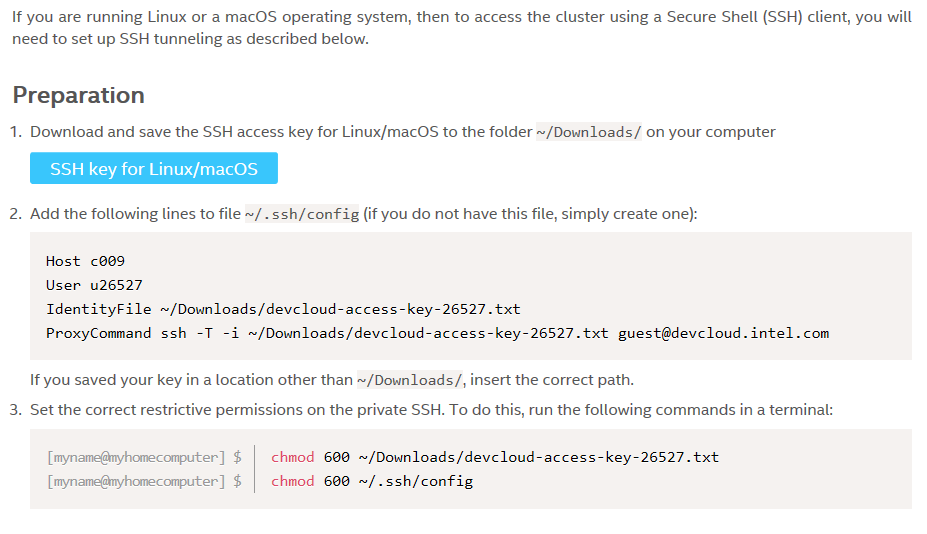 If you are running Linux or a macOS operating system, then to access the cluster using a Secure Shell (SSH) client, you will
need to set up SSH tunneling as described below.
Preparation
1. Download and save the SSH access key for Linux/macOS to the folder ~/Downloads/ on your computer
SSH key for Linux/macOS
2. Add the following lines to file ~/.ssh/config (if you do not have this file, simply create one):
Host c009
User u26527
IdentityFile ~/Downloads/devcloud-access-key-26527.txt
ProxyCommand ssh -T -i ~/Downloads/devcloud-access-key-26527.txt guest@devcloud.intel.com
If you saved your key in a location other than ~/Downloads/, insert the correct path.
3. Set the correct restrictive permissions on the private SSH. To do this, run the following commands in a terminal:
[myname@myhomecomputer] $ chmod 600 ~/Downloads/devcloud-access-key-26527.txt
[myname@myhomecomputer] $ chmod 600 ~/.ssh/config